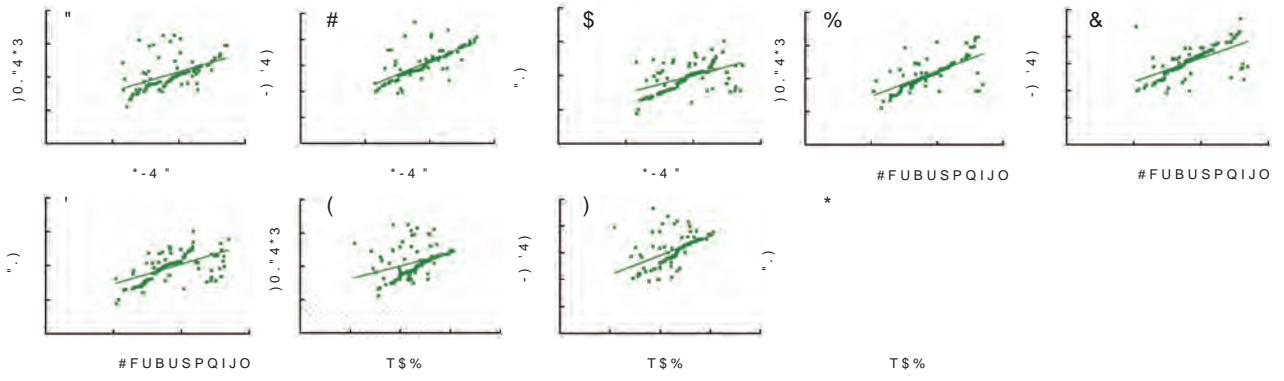 " # $ % &
)0."4*3 -) '4) ".) )0."4*3 -) '4)
*-4 " *-4 " *-4 " #FUBUSPQIJO #FUBUSPQIJO
' ( ) *
".) )0."4*3 -) '4) ".)
#FUBUSPQIJO T$% T$% T$%